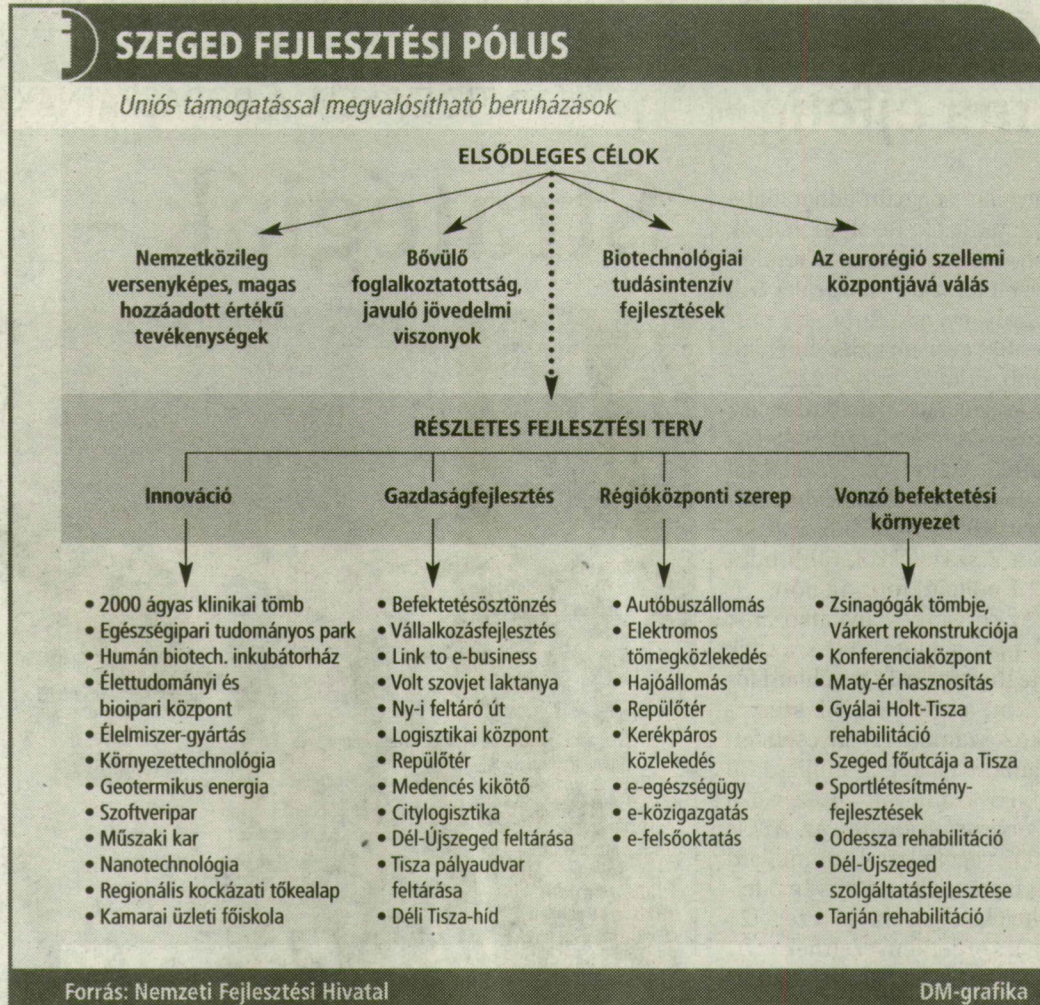 i
SZEGED FEJLESZTÉSI PÓLUS
Uniós támogatással megvalósítható beruházások
ELSŐDLEGES CÉLOK
Nemzetközileg
versenyképes, magas
hozzáadott értékű
tevékenységek
Bővülő
foglalkoztatottság,
javuló jövedelmi
viszonyok
Biotechnológiai
tudásintenzív
fejlesztések
Az eurorégió szellemi
központjává válás
RÉSZLETES FEJLESZTÉSI TERV
Innováció
• 2000 ágyas klinikai tömb
• Egészségipari tudományos park
• Humán biotech. inkubátorház
• Élettudományi és
bioipari központ
• Élelmiszer-gyártás
• Környezettechnológia
• Geotermikus energia
• Szoftveripar
• Műszaki kar
• Nanotechnológia
• Regionális kockázati tőkealap
• Kamarai üzleti főiskola
Gazdaságfejlesztés
• Befektetésösztönzés
• Vállalkozásfejlesztés
• Link to e-business
• Volt szovjet laktanya
• Ny-i feltáró út
• Logisztikai központ
• Repülőtér
• Medencés kikötő
• Citylogisztika
• Dél-Újszeged feltárása
• Tisza pályaudvar
feltárása
• Déli Tisza-híd
Régióközponti szerep
• Autóbuszállomás
• Elektromos
tömegközlekedés
• Hajóállomás
• Repülőtér
• Kerékpáros
közlekedés
• e-egészségügy
• e-közigazgatás
• e-felsőoktatás
Vonzó befektetési
környezet
• Zsinagógák tömbje,
Várkert rekonstrukciója
• Konferenciaközpont
• Maty-ér hasznosítás
• Gyálai Holt-Tisza
rehabilitáció
• Szeged főutcája a Tisza
• Sportlétesítmény-
fejlesztések
• Odessza rehabilitáció
• Dél-Újszeged
szolgáltatásfejlesztése
• Tarján rehabilitáció
Forrás: Nemzeti Fejlesztési Hivatal
DM-grafika